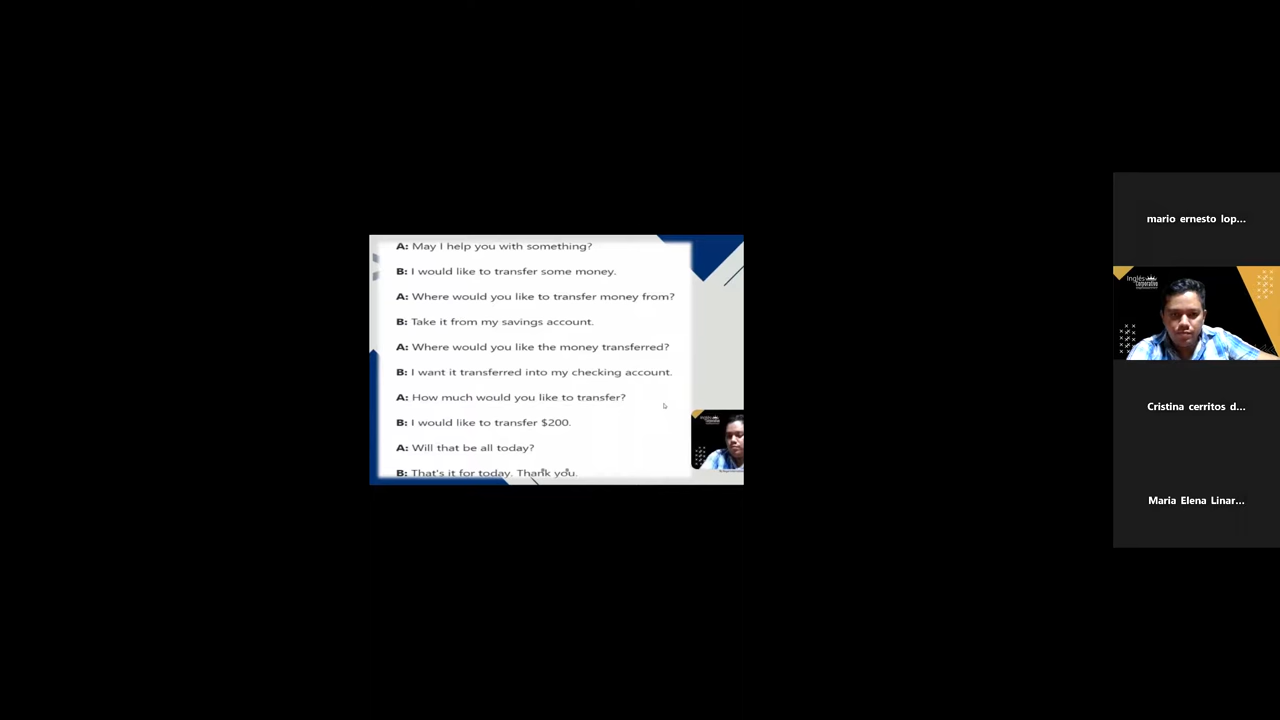 A: May I help you with something?
B: I would like to transfer some money.
A: Where would you like to transfer money from?
B: Take it from my savings account.
A: Where would you like the money transferred?
B: I want it transferred into my checking account.
A: How much would you like to transfer?
B: I would like to transfer $200.
A: Will that be all today?
B: That's it for today. Thank you.
mario ernesto lop...
Inglés
Corporativo
Cristina cerritos d...
Maria Elena Linar...